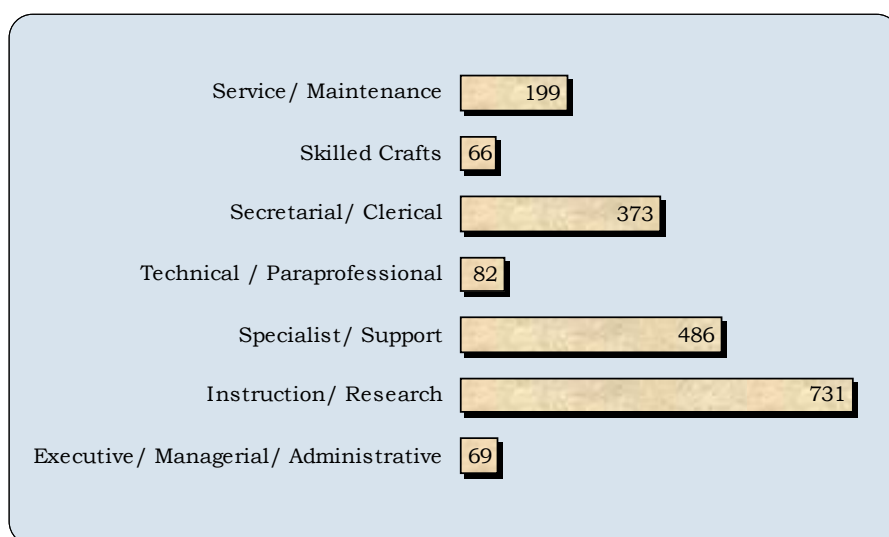 Service/ Maintenance 199
Skilled Crafts 66
Secretarial/ Clerical 373
Technical / Paraprofessional 82
Specialist/ Support 486
Instruction/ Research 731
Executive/ Managerial/ Administrative 69